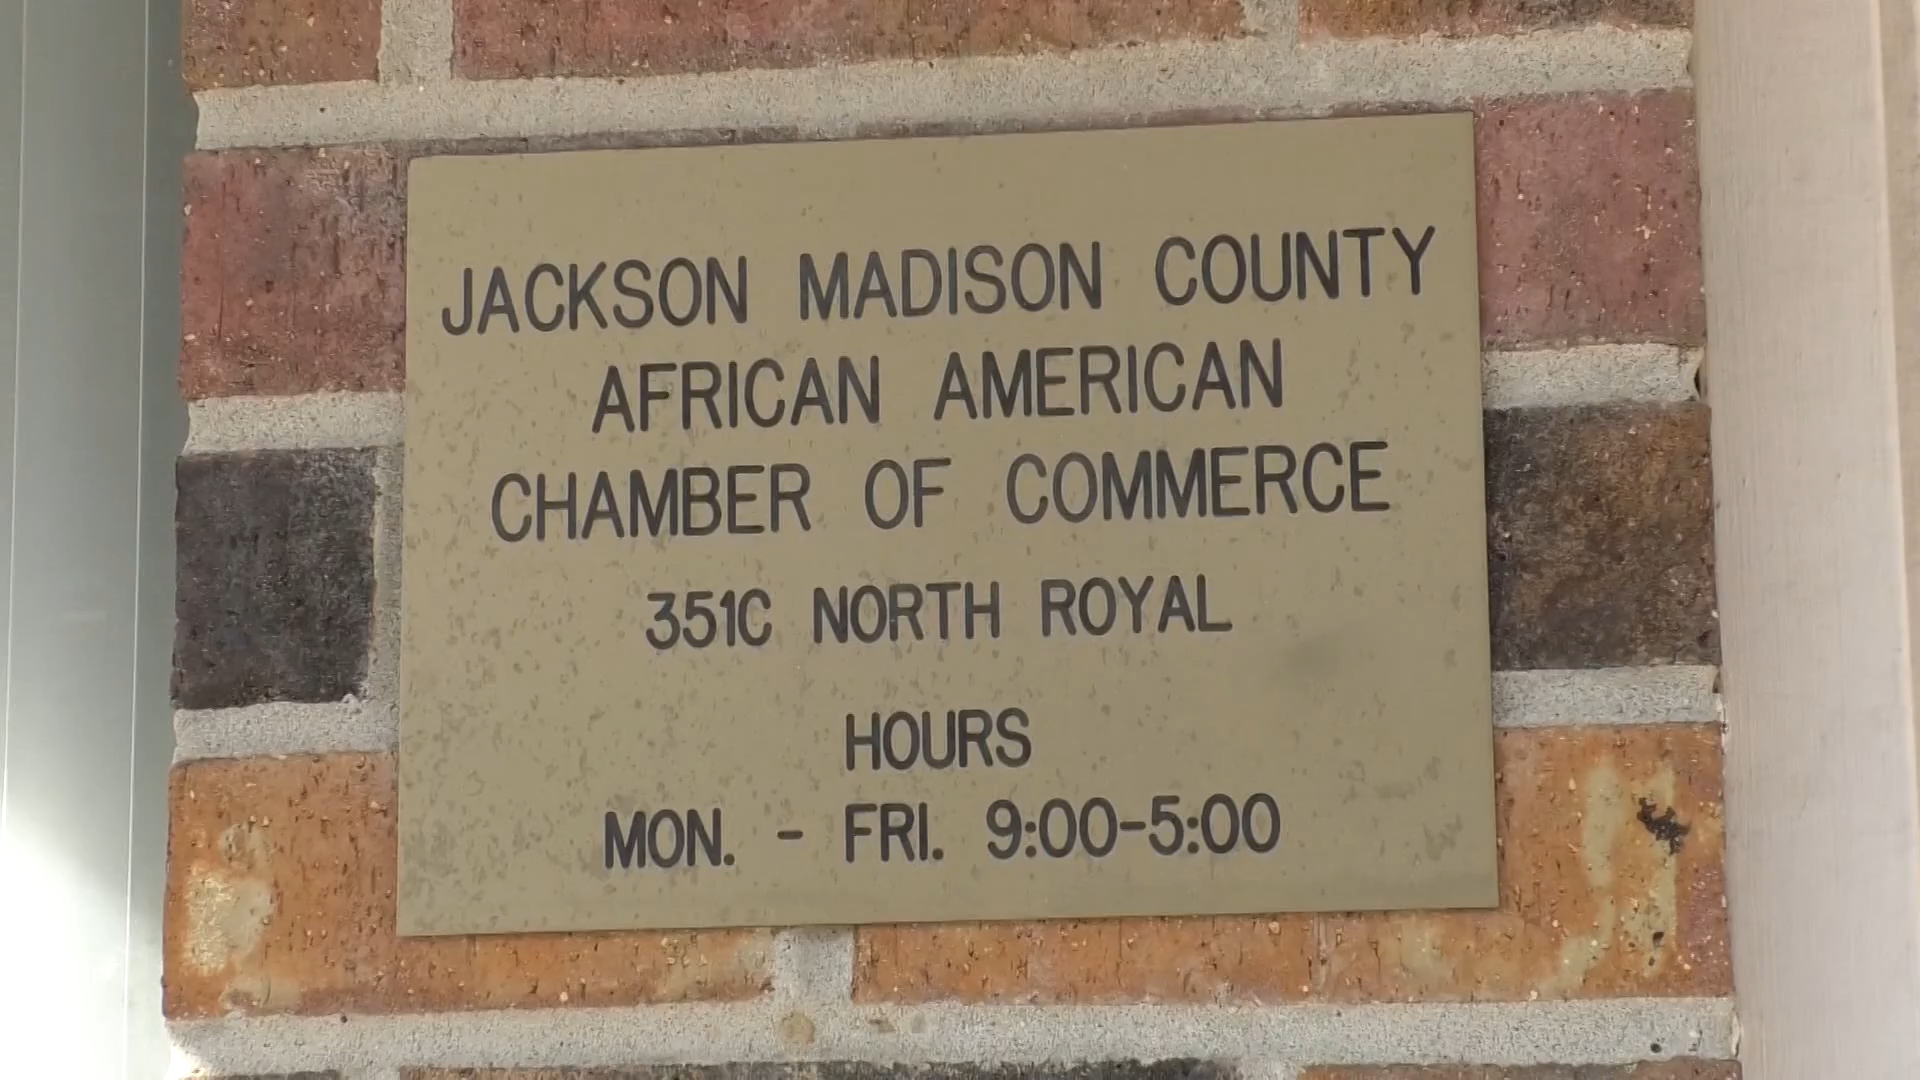 JACKSON MADISON COUNTY
AFRICAN AMERICAN
CHAMBER OF COMMERCE
351C NORTH ROYAL
HOURS
MON. - FRI. 9:00-5:00